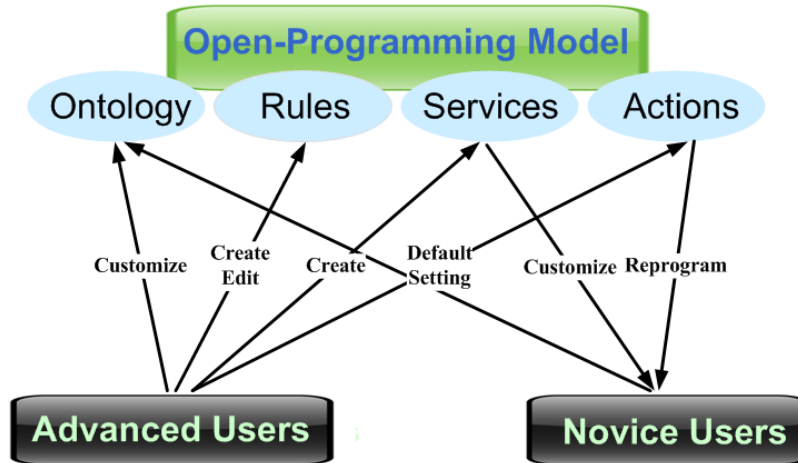 Open-Programming Model
Ontology Rules Services Actions
Customize
Create
Edit
Create
Default
Setting
Customize
Reprogram
Advanced Users
Novice Users